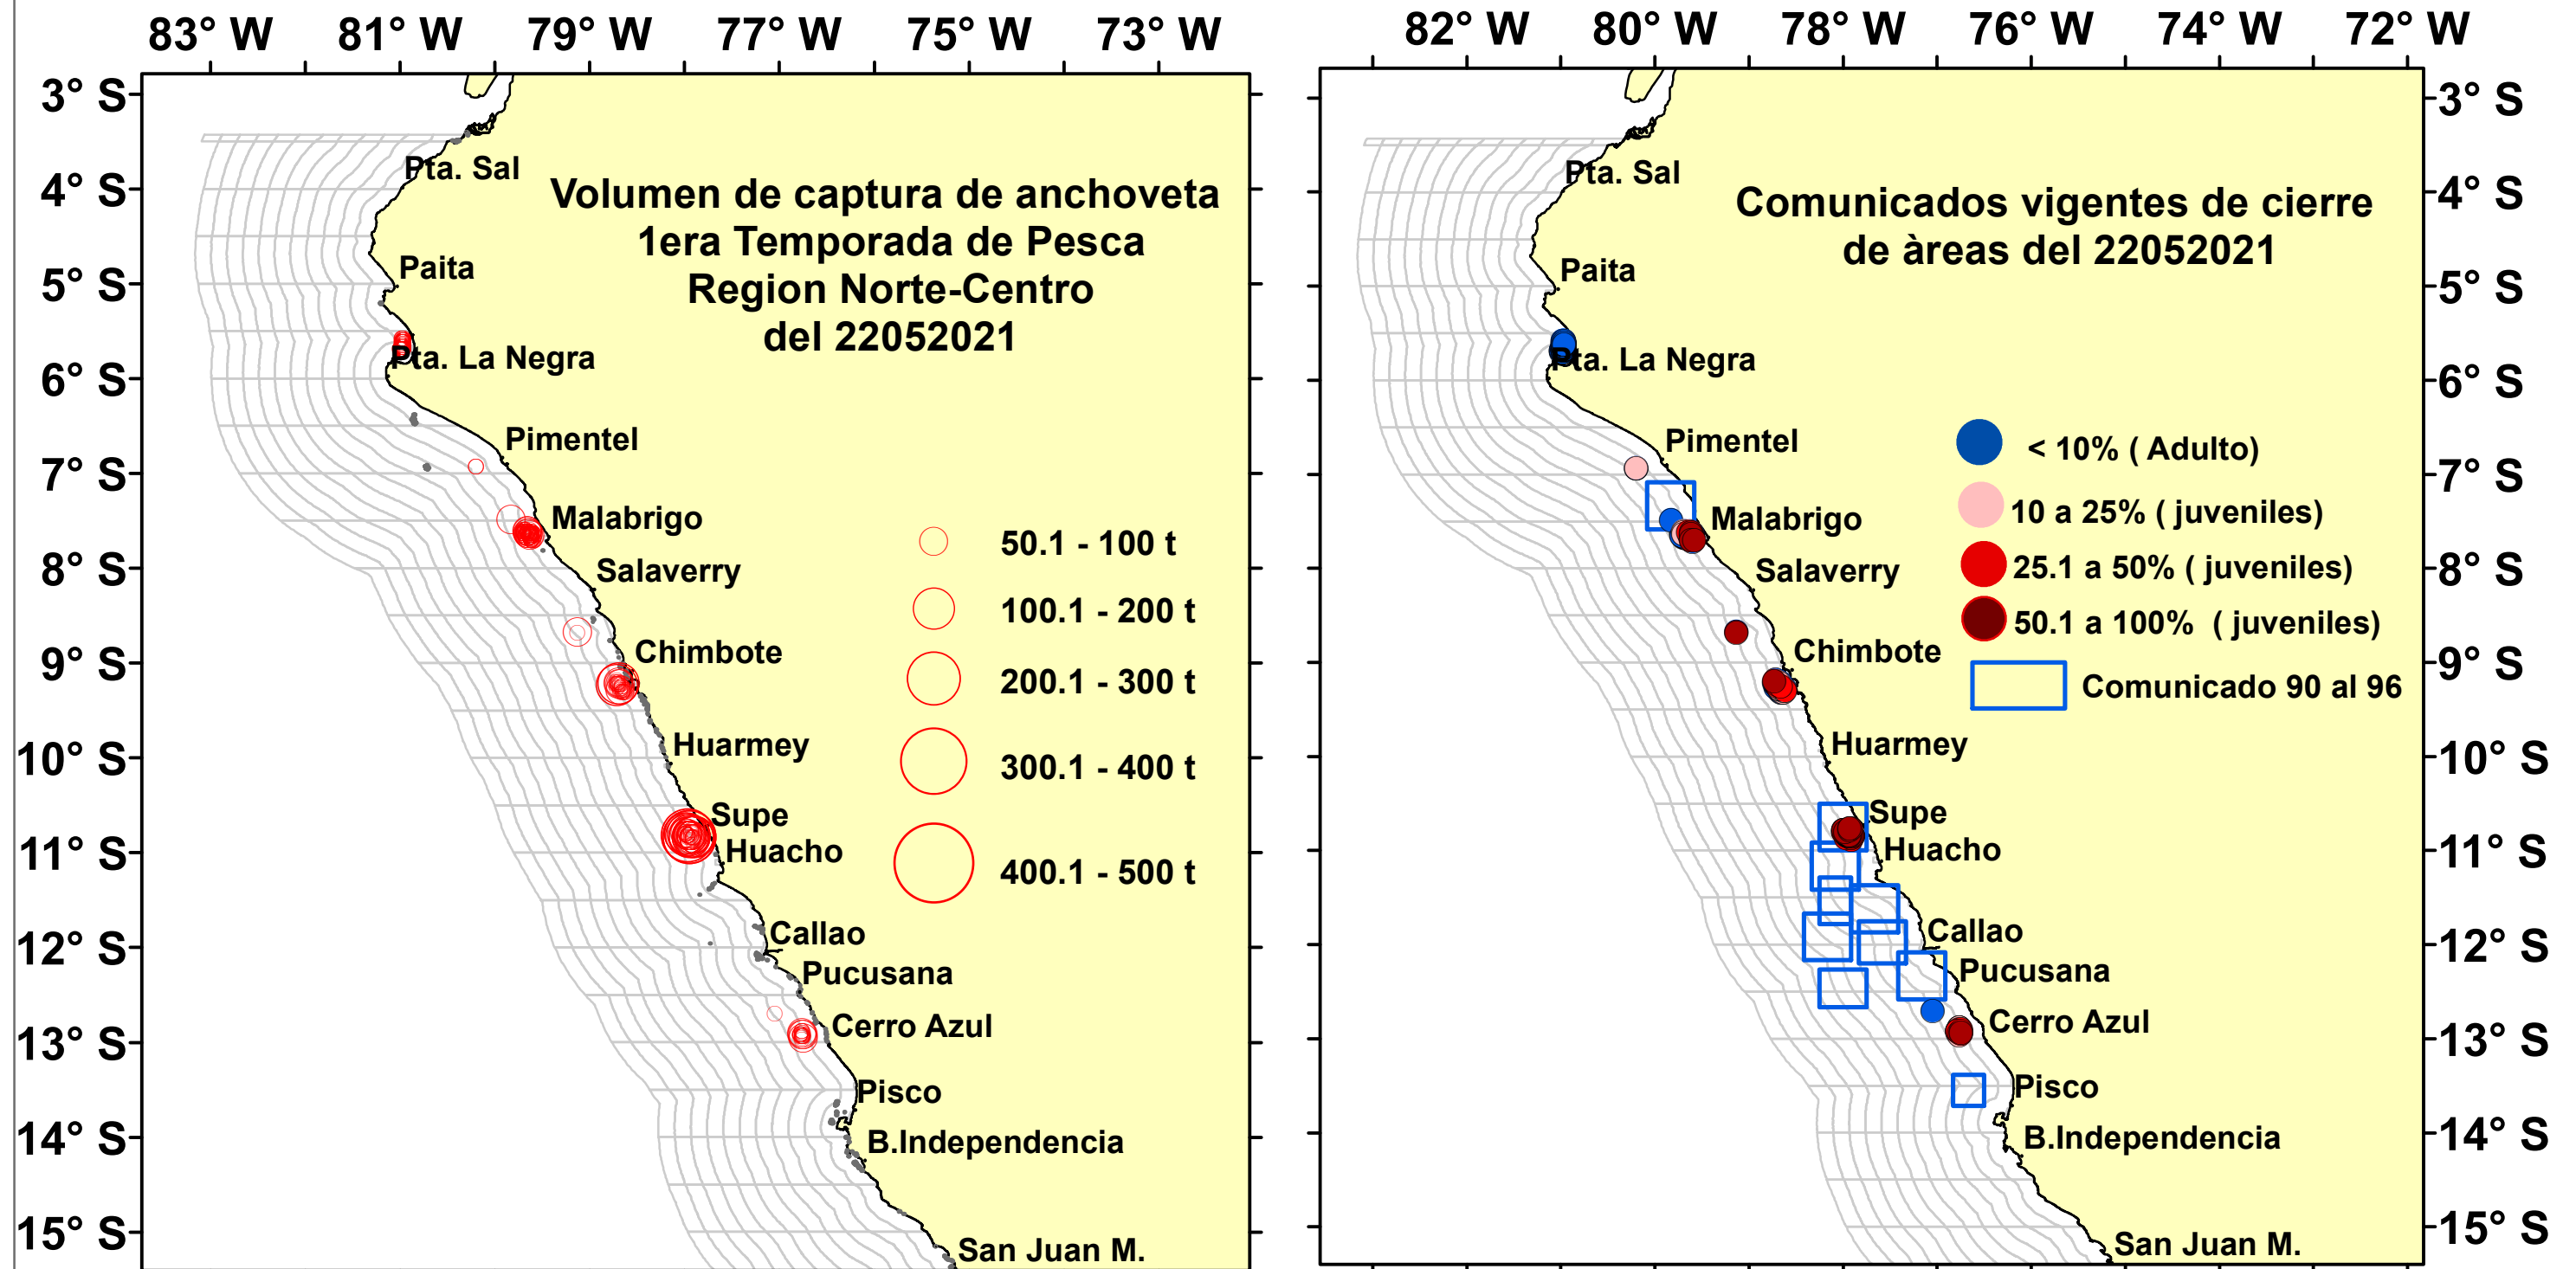 83° W 81° W 79° W 77° W 75° W 73° W
3° S
4° S
5° S
6° S
7° S
8° S
9° S
10° S
11° S
12° S
13° S
14° S
15° S
Volumen de captura de anchoveta
1era Temporada de Pesca
Region Norte-Centro
del 22052021
Pta. Sal
Paita
Pta. La Negra
Pimentel
Malabrigo
Salaverry
Chimbote
Huarmey
Supe
Huacho
Callao
Pucusana
Cerro Azul
Pisco
B.Independencia
San Juan M.
50.1 - 100 t
100.1 - 200 t
200.1 - 300 t
300.1 - 400 t
400.1 - 500 t
82° W 80° W 78° W 76° W 74° W 72° W
Comunicados vigentes de cierre
de àreas del 22052021
Pta. Sal
Paita
Pta. La Negra
Pimentel
Malabrigo
Salaverry
Chimbote
Huarmey
Supe
Huacho
Callao
Pucusana
Cerro Azul
Pisco
B.Independencia
San Juan M.
< 10% ( Adulto)
10 a 25% ( juveniles)
25.1 a 50% ( juveniles)
50.1 a 100% ( juveniles)
Comunicado 90 al 96
3° S
4° S
5° S
6° S
7° S
8° S
9° S
10° S
11° S
12° S
13° S
14° S
15° S